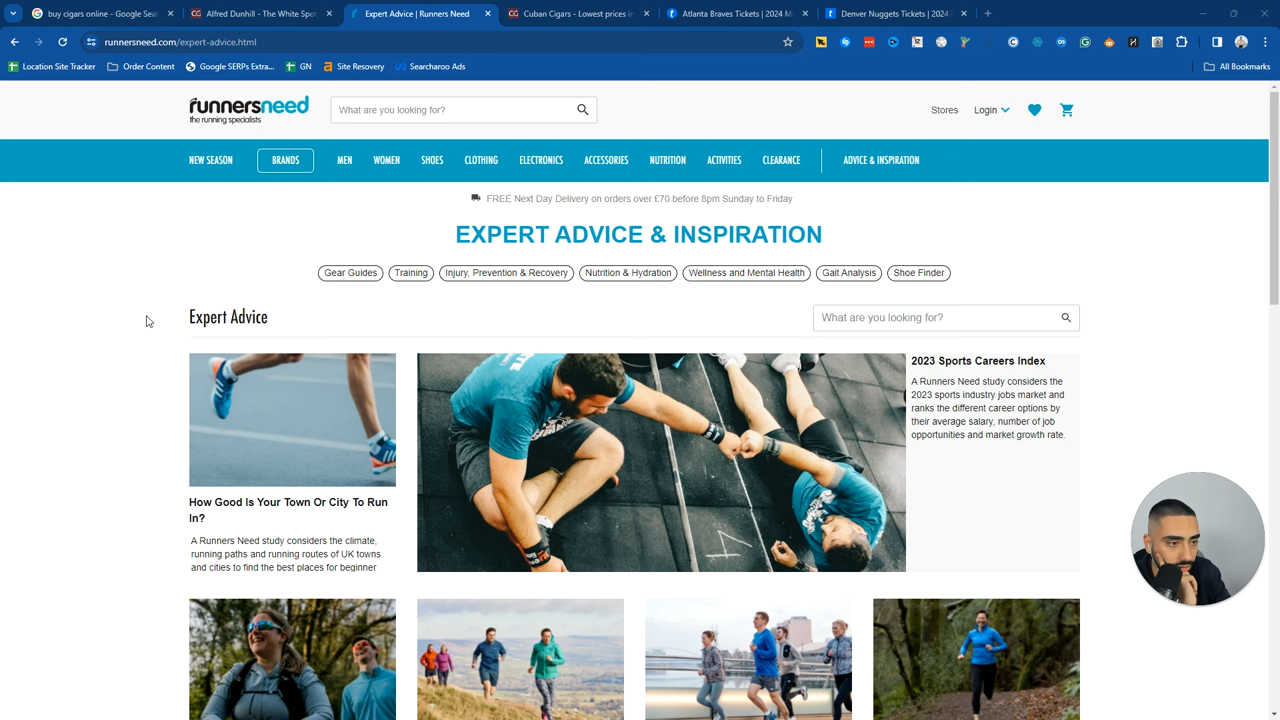 buy cigars online - Google Sear
Alfred Dunhill - The White Spot
Expert Advice | Runners Need
Cuban Cigars - Lowest prices in
Atlanta Braves Tickets | 2024 M
Denver Nuggets Tickets | 2024
runnersneed.com/expert-advice.html
Location Site Tracker
Order Content
Google SERPs Extra...
GN
Site Recovery
Searcharoo Ads
All Bookmarks
runnersneed
the running specialists
What are you looking for?
Stores
Login
NEW SEASON
BRANDS
MEN
WOMEN
SHOES
CLOTHING
ELECTRONICS
ACCESSORIES
NUTRITION
ACTIVITIES
CLEARANCE
ADVICE & INSPIRATION
FREE Next Day Delivery on orders over £70 before 8pm Sunday to Friday
EXPERT ADVICE & INSPIRATION
Gear Guides
Training
Injury, Prevention & Recovery
Nutrition & Hydration
Wellness and Mental Health
Gait Analysis
Shoe Finder
Expert Advice
What are you looking for?
How Good Is Your Town Or City To Run
In?
A Runners Need study considers the climate,
running paths and running routes of UK towns
and cities to find the best places for beginner
2023 Sports Careers Index
A Runners Need study considers the
2023 sports industry jobs market and
ranks the different career options by
their average salary, number of job
opportunities and market growth rate.